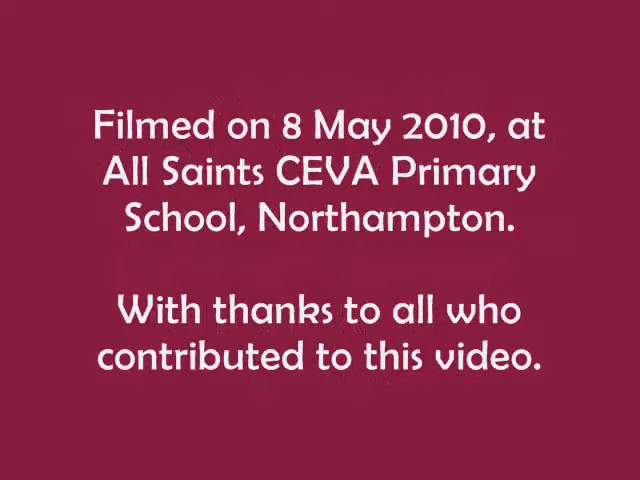 Filmed on 8 May 2010, at
All Saints CEVA Primary
School, Northampton.
With thanks to all who
contributed to this video.